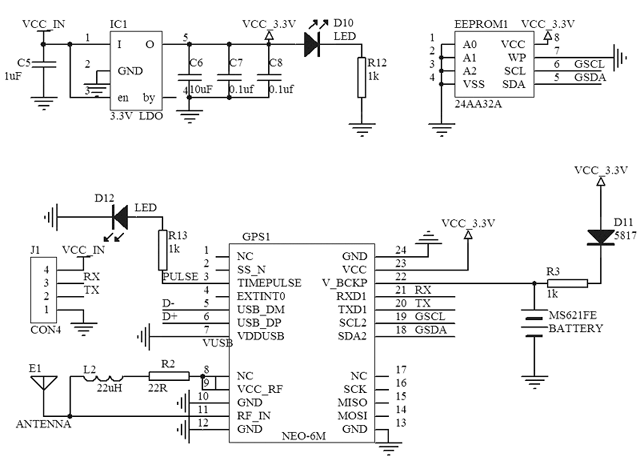 VCC_IN
IC1
VCC_3.3V
D10
LED
1 I O 5
C5
1uF
2 GND
3 en by 4
3.3V LDO
C6
10uF
C7
0.1uf
C8
0.1uf
R12
1k
EEPROM1
VCC_3.3V
1 A0 VCC 8
2 A1 WP 7
3 A2 SCL 6 GSCL
4 VSS SDA 5 GSDA
24AA32A
D12
LED
R13
1k
J1
VCC_IN
4
3 RX
2 TX
1
CON4
GPS1
VCC_3.3V
VCC_3.3V
D11
5817
1 NC GND 24
2 SS_N VCC 23
PULSE 3 TIMEPULSE V_BCKP 22
4 EXTINT0 RXD1 21 RX
D- 5 USB_DM TXD1 20 TX
D+ 6 USB_DP SCL2 19 GSCL
7 VDDUSB SDA2 18 GSDA
VUSB
R3
1k
MS621FE
BATTERY
E1
ANTENNA
L2
22uH
R2
22R
8 NC NC 17
9 VCC_RF SCK 16
10 GND MISO 15
11 RF_IN MOSI 14
12 GND GND 13
NEO-6M